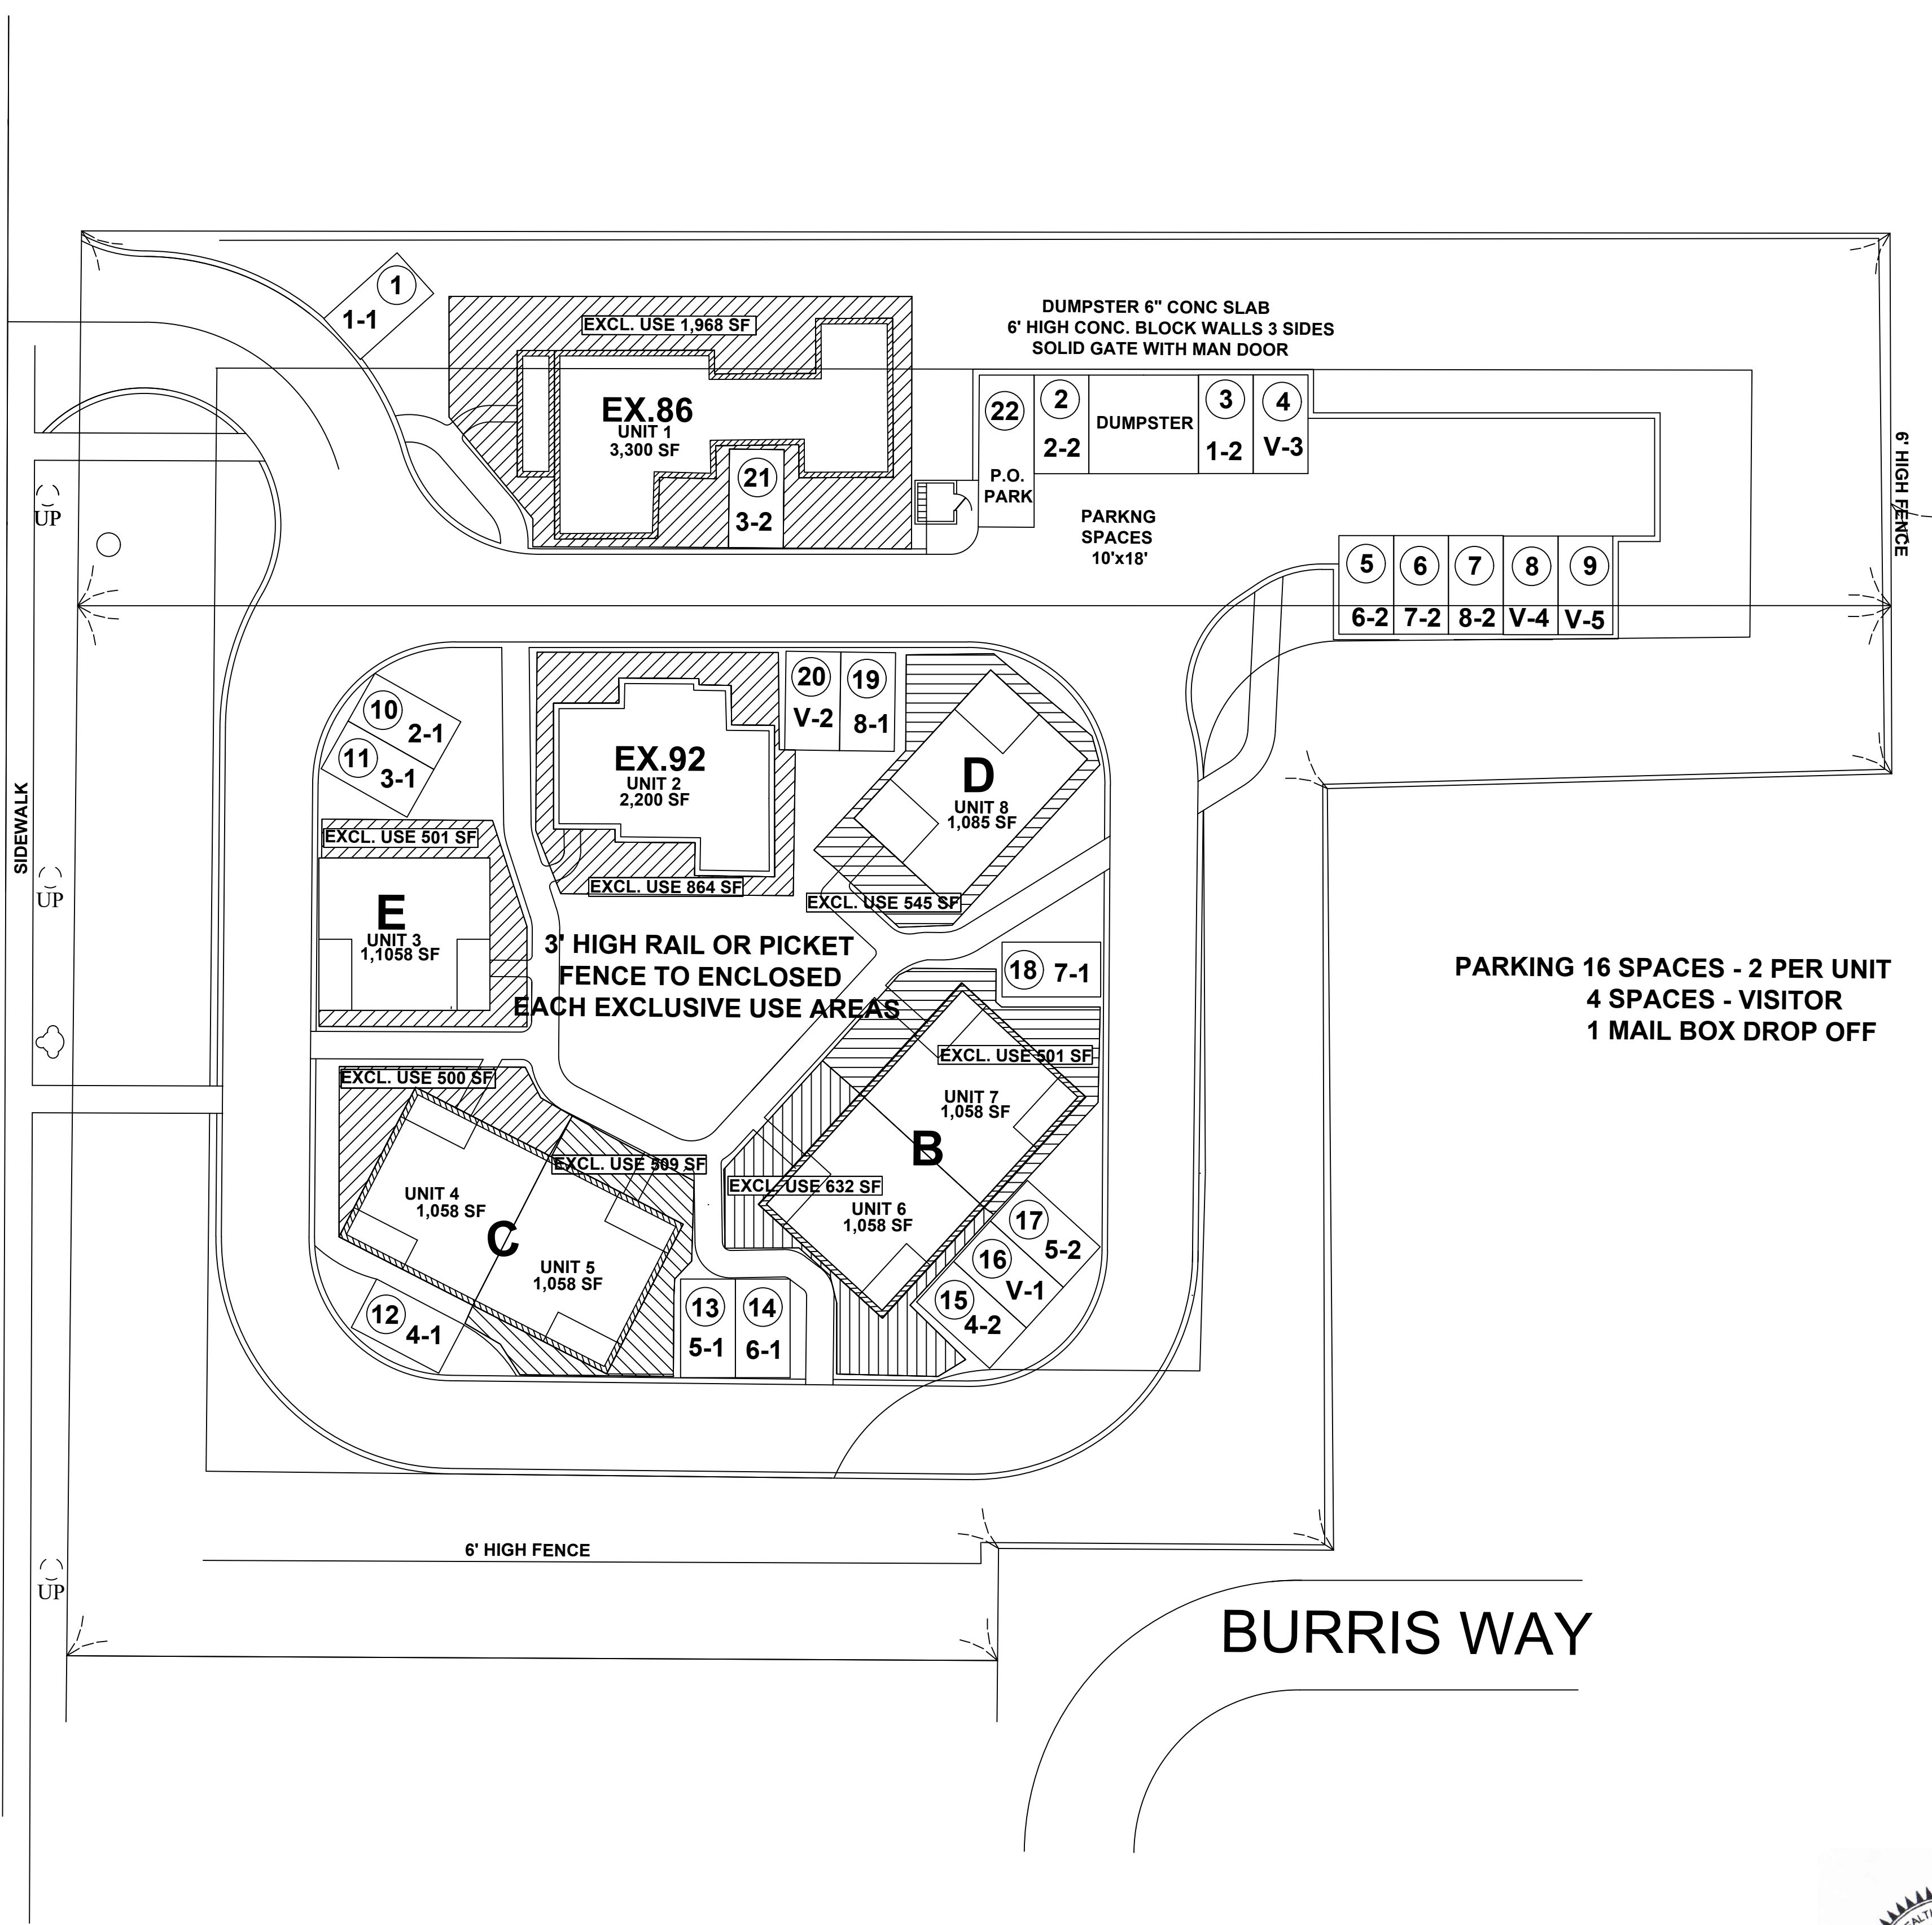 1
1-1
EXCL. USE 1,968 SF
DUMPSTER 6" CONC SLAB
6' HIGH CONC. BLOCK WALLS 3 SIDES
SOLID GATE WITH MAN DOOR
EX.86
UNIT 1
3,300 SF
21
3-2
22
P.O.
PARK
2
2-2
DUMPSTER
3
1-2
4
V-3
PARKNG
SPACES
10'x18'
6' HIGH FENCE
UP
5
6-2
6
7-2
7
8-2
8
V-4
9
V-5
10
2-1
11
3-1
EX.92
UNIT 2
2,200 SF
20
V-2
19
8-1
D
UNIT 8
1,085 SF
SIDEWALK
UP
EXCL. USE 501 SF
E
UNIT 3
1,1058 SF
EXCL. USE 864 SF
EXCL. USE 545 SF
3' HIGH RAIL OR PICKET
FENCE TO ENCLOSED
EACH EXCLUSIVE USE AREAS
18
7-1
PARKING 16 SPACES - 2 PER UNIT
4 SPACES - VISITOR
1 MAIL BOX DROP OFF
EXCL. USE 501 SF
EXCL. USE 500 SF
UNIT 7
1,058 SF
B
EXCL. USE 509 SF
EXCL. USE 632 SF
UNIT 4
1,058 SF
C
UNIT 5
1,058 SF
UNIT 6
1,058 SF
17
5-2
16
V-1
15
4-2
12
4-1
13
5-1
14
6-1
6' HIGH FENCE
UP
BURRIS WAY